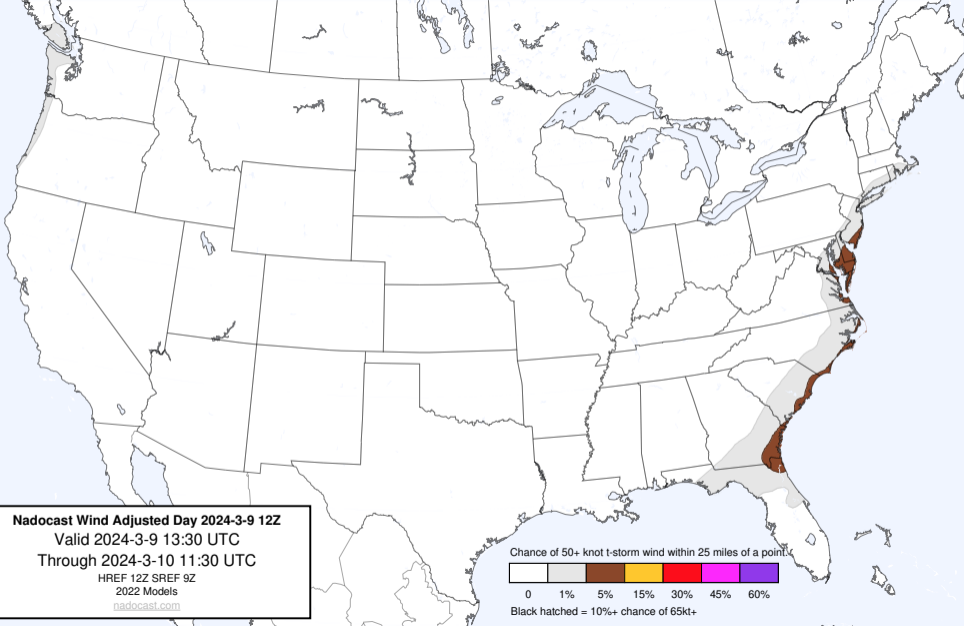 Nadocast Wind Adjusted Day 2024-3-9 12Z
Valid 2024-3-9 13:30 UTC
Through 2024-3-10 11:30 UTC
HREF 12Z SREF 9Z
2022 Models
nadocast.com
Chance of 50+ knot t-storm wind within 25 miles of a point.
0 1% 5% 15% 30% 45% 60%
Black hatched = 10%+ chance of 65kt+